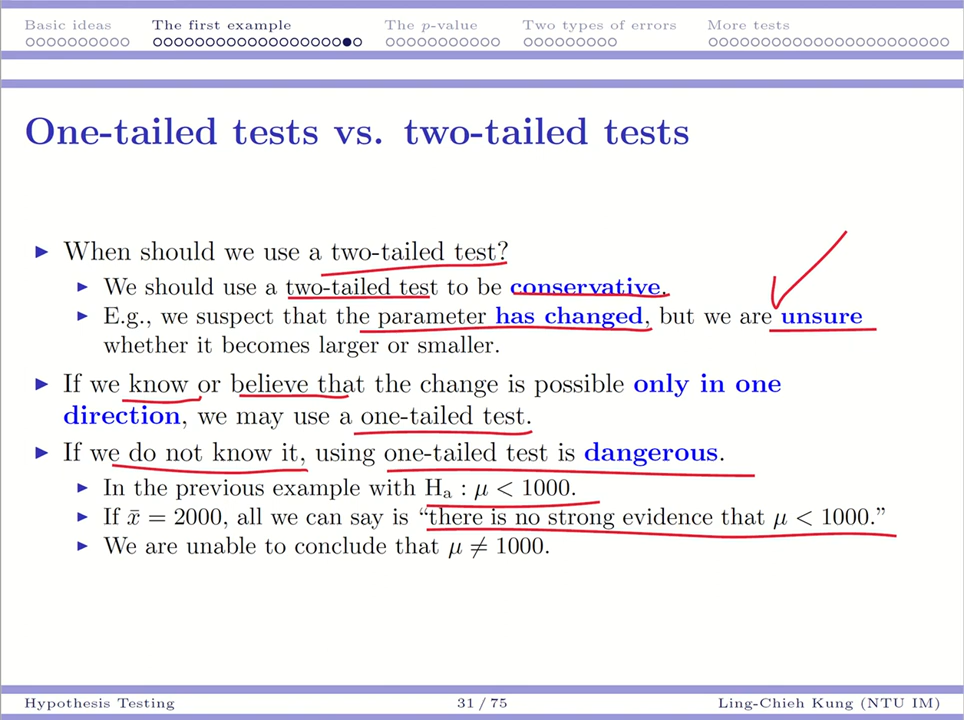 Basic ideas The first example The p-value Two types of errors More tests
One-tailed tests vs. two-tailed tests
When should we use a two-tailed test?
We should use a two-tailed test to be conservative.
E.g., we suspect that the parameter has changed, but we are unsure
whether it becomes larger or smaller.
If we know or believe that the change is possible only in one
direction, we may use a one-tailed test.
If we do not know it, using one-tailed test is dangerous.
In the previous example with Hₐ : μ < 1000.
If x̄ = 2000, all we can say is “there is no strong evidence that μ < 1000.”
We are unable to conclude that μ ≠ 1000.
Hypothesis Testing 31 / 75 Ling-Chieh Kung (NTU IM)